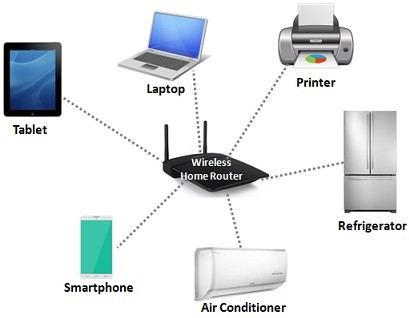 Laptop
Printer
Tablet
Wireless
Home Router
Refrigerator
Smartphone
Air Conditioner